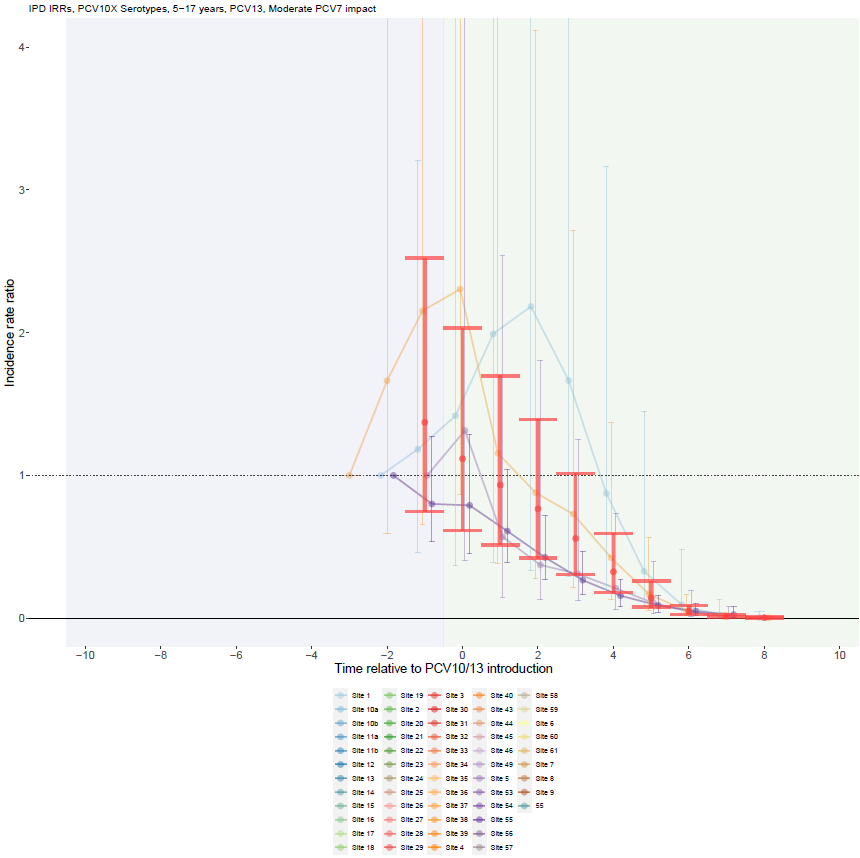 IPD IRRs, PCV10X Serotypes, 5−17 years, PCV13, Moderate PCV7 impact
4
3
2
1
0
Incidence rate ratio
−10 −8 −6 −4 −2 0 2 4 6 8 10
Time relative to PCV10/13 introduction
Site 1 Site 19 Site 3 Site 40 Site 58
Site 10a Site 2 Site 30 Site 43 Site 59
Site 10b Site 20 Site 31 Site 44 Site 6
Site 11a Site 21 Site 32 Site 45 Site 60
Site 11b Site 22 Site 33 Site 46 Site 61
Site 12 Site 23 Site 34 Site 49 Site 7
Site 13 Site 24 Site 35 Site 5 Site 8
Site 14 Site 25 Site 36 Site 53 Site 9
Site 15 Site 26 Site 37 Site 54 55
Site 16 Site 27 Site 38 Site 55
Site 17 Site 28 Site 39 Site 56
Site 18 Site 29 Site 4 Site 57